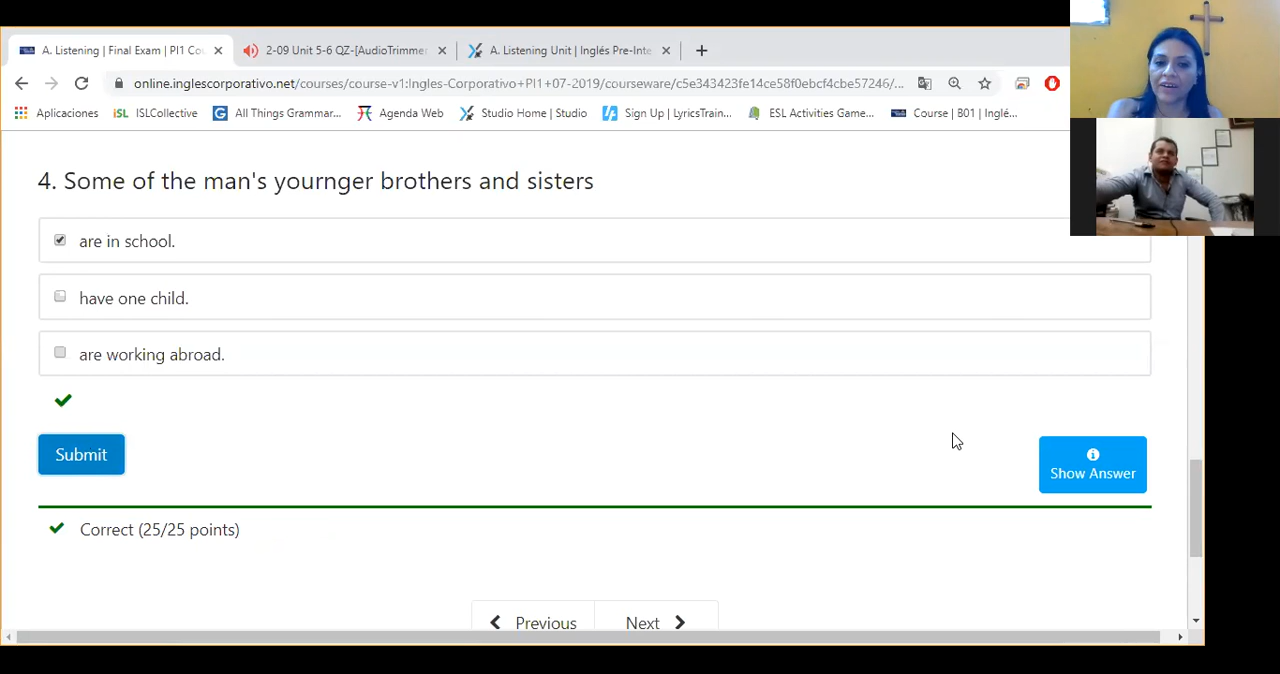 A. Listening | Final Exam | PI1 Co
2-09 Unit 5-6 QZ-[AudioTrimmer
A. Listening Unit | Inglés Pre-Inte
online.inglescorporativo.net/courses/course-v1:Ingles-Corporativo+PI1+07-2019/courseware/c5e343423fe14ce58f0ebcf4cbe57246/...
Aplicaciones iSL ISLCollective G All Things Grammar... Agenda Web Studio Home | Studio Sign Up | LyricsTrain... ESL Activities Game... Course | B01 | Inglé...
4. Some of the man's yournger brothers and sisters
are in school.
have one child.
are working abroad.
Submit
Show Answer
Correct (25/25 points)
Previous Next